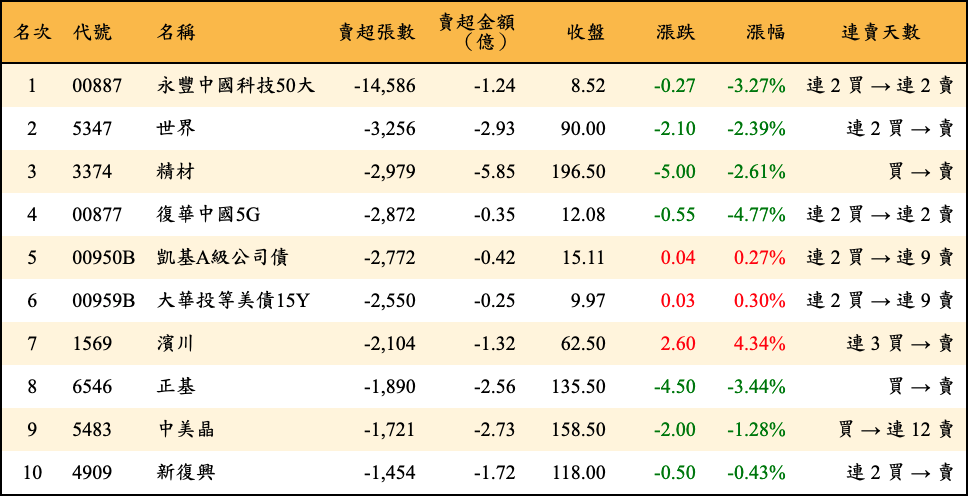 名次 代號 名稱 賣超張數 賣超金額（億） 收盤 漲跌 漲幅 連賣天數
1 00887 永豐中國科技50大 -14,586 -1.24 8.52 -0.27 -3.27% 連 2 買 → 連 2 賣
2 5347 世界 -3,256 -2.93 90.00 -2.10 -2.39% 連 2 買 → 賣
3 3374 精材 -2,979 -5.85 196.50 -5.00 -2.61% 買 → 賣
4 00877 復華中國5G -2,872 -0.35 12.08 -0.55 -4.77% 連 2 買 → 連 2 賣
5 00950B 凱基A級公司債 -2,772 -0.42 15.11 0.04 0.27% 連 2 買 → 連 9 賣
6 00959B 大華投等美債15Y -2,550 -0.25 9.97 0.03 0.30% 連 2 買 → 連 9 賣
7 1569 濱川 -2,104 -1.32 62.50 2.60 4.34% 連 3 買 → 賣
8 6546 正基 -1,890 -2.56 135.50 -4.50 -3.44% 買 → 賣
9 5483 中美晶 -1,721 -2.73 158.50 -2.00 -1.28% 買 → 連 12 賣
10 4909 新復興 -1,454 -1.72 118.00 -0.50 -0.43% 連 2 買 → 賣